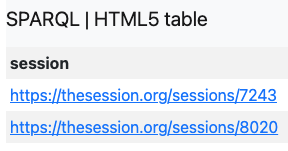 SPARQL | HTML5 table
session
https://thesession.org/sessions/7243
https://thesession.org/sessions/8020